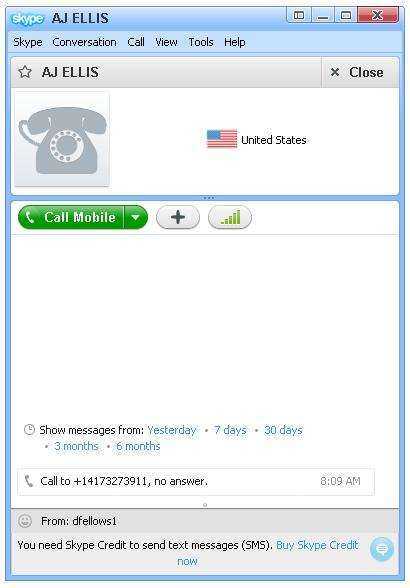 skype AJ ELLIS
Skype Conversation Call View Tools Help
AJ ELLIS × Close
United States
Call Mobile
Show messages from: Yesterday • 7 days • 30 days
• 3 months • 6 months
Call to +14173273911, no answer. 8:09 AM
From: dfellows1
You need Skype Credit to send text messages (SMS). Buy Skype Credit
now